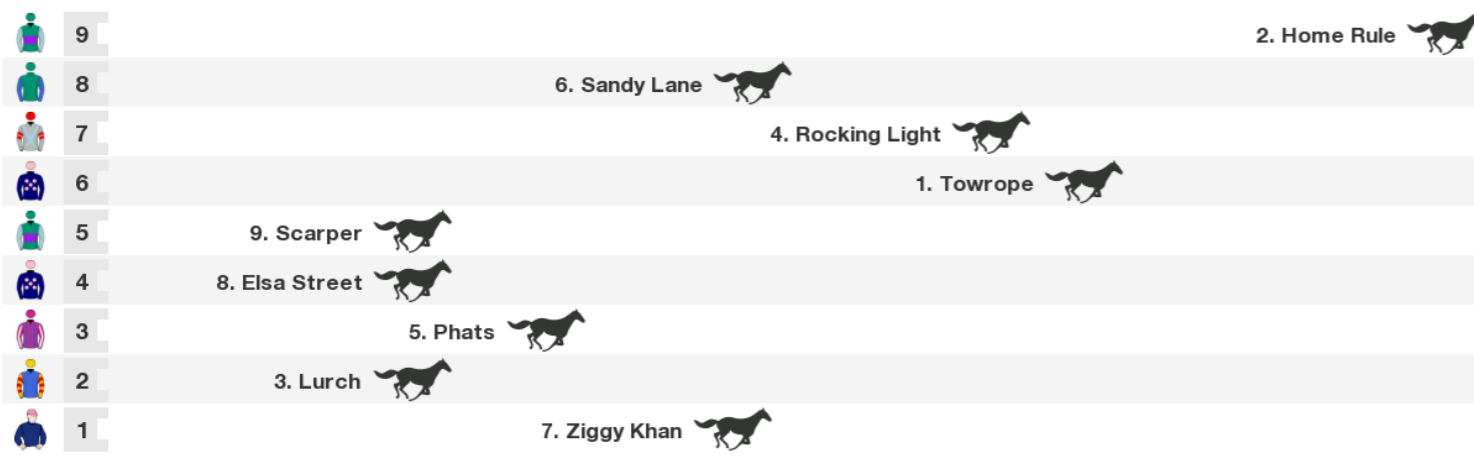 9 2. Home Rule
8 6. Sandy Lane
7 4. Rocking Light
6 1. Towrope
5 9. Scarper
4 8. Elsa Street
3 5. Phats
2 3. Lurch
1 7. Ziggy Khan